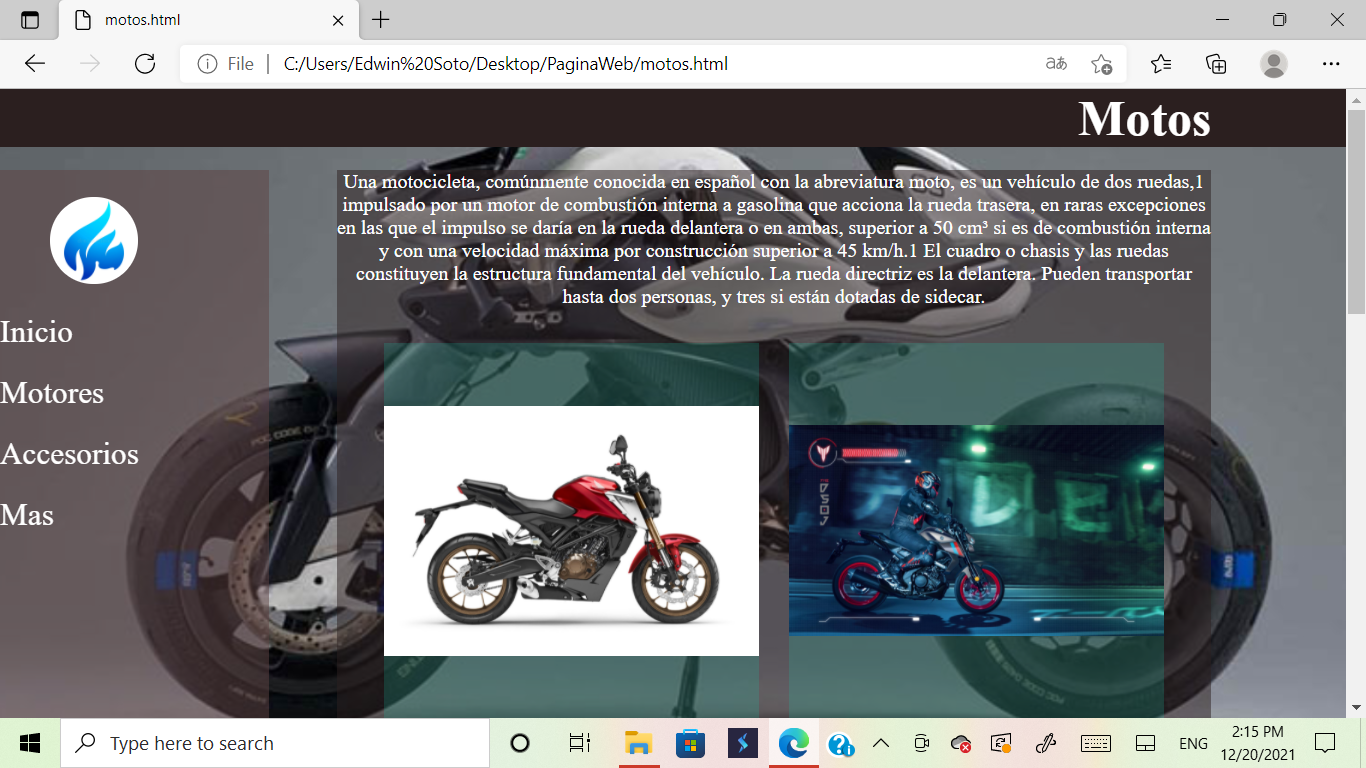 motos.html
File
C:/Users/Edwin%20Soto/Desktop/PaginaWeb/motos.html
aあ
Motos
Una motocicleta, comúnmente conocida en español con la abreviatura moto, es un vehículo de dos ruedas,1
impulsado por un motor de combustión interna a gasolina que acciona la rueda trasera, en raras excepciones
en las que el impulso se daría en la rueda delantera o en ambas, superior a 50 cm³ si es de combustión interna
y con una velocidad máxima por construcción superior a 45 km/h.1 El cuadro o chasis y las ruedas
constituyen la estructura fundamental del vehículo. La rueda directriz es la delantera. Pueden transportar
hasta dos personas, y tres si están dotadas de sidecar.
Inicio
Motores
Accesorios
Mas
Type here to search
ENG
2:15 PM
12/20/2021